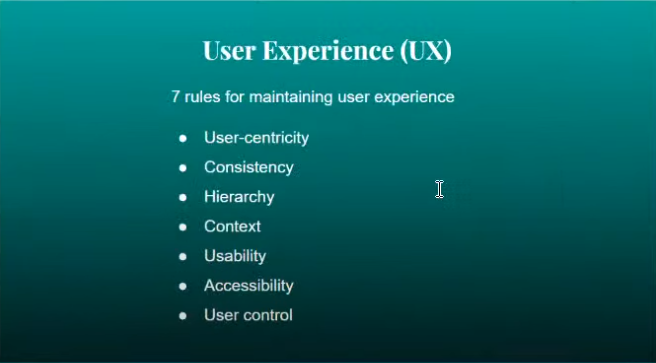 User Experience (UX)
7 rules for maintaining user experience
● User-centricity
● Consistency
● Hierarchy
● Context
● Usability
● Accessibility
● User control